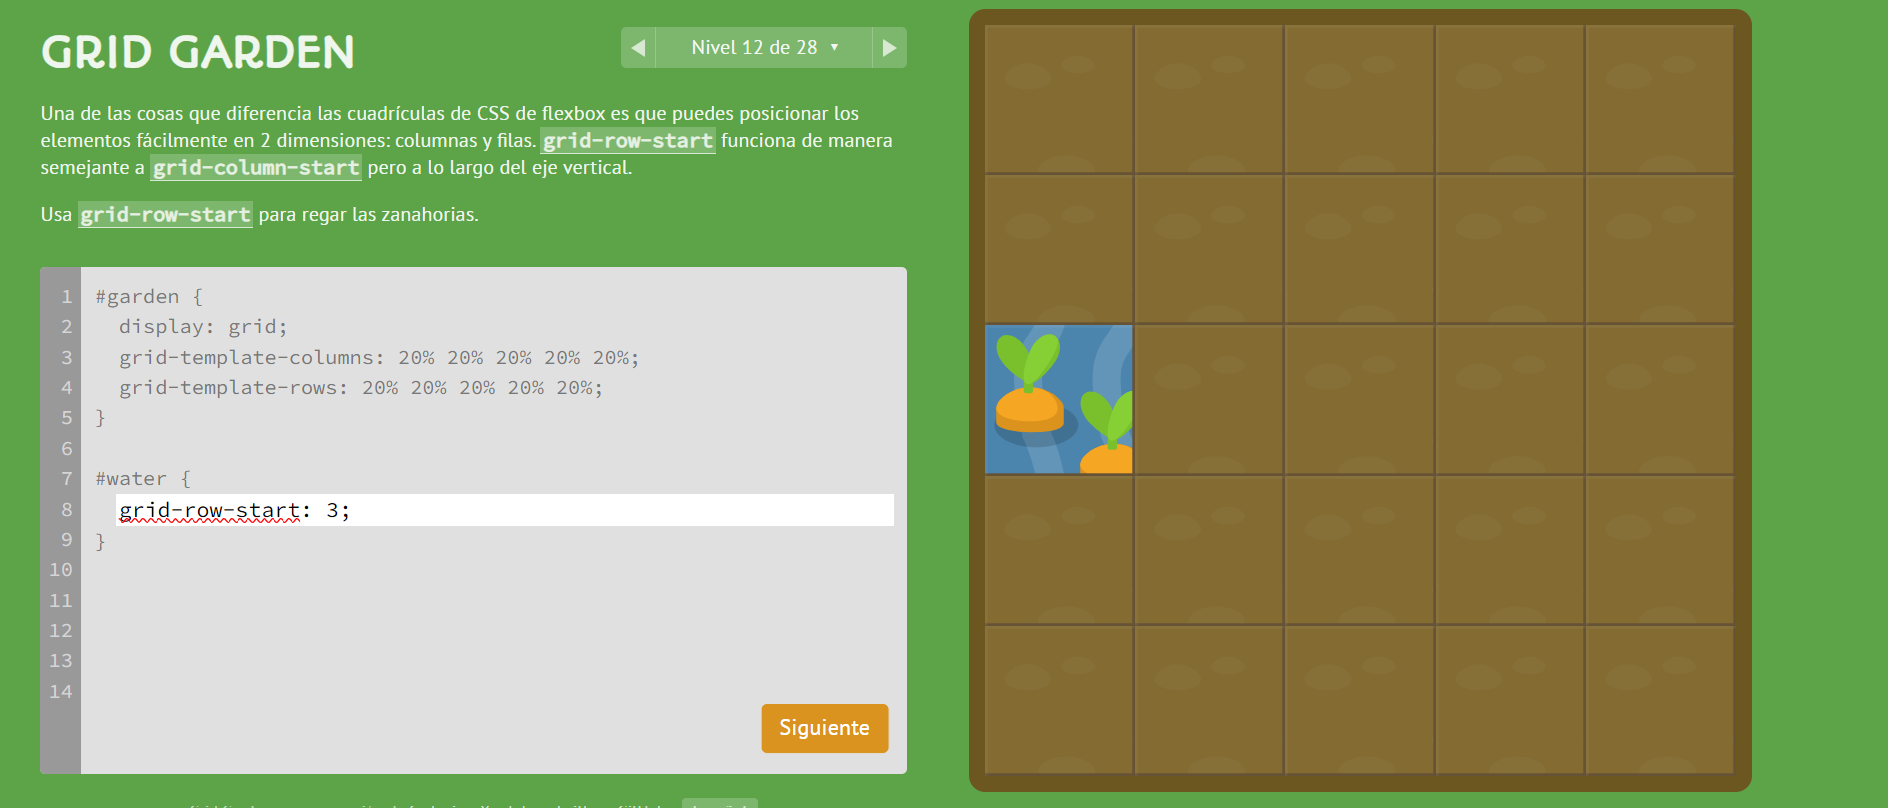 GRID GARDEN
◀ Nivel 12 de 28 ▼ ▶
Una de las cosas que diferencia las cuadrículas de CSS de flexbox es que puedes posicionar los
elementos fácilmente en 2 dimensiones: columnas y filas. grid-row-start funciona de manera
semejante a grid-column-start pero a lo largo del eje vertical.
Usa grid-row-start para regar las zanahorias.
1 #garden {
2 display: grid;
3 grid-template-columns: 20% 20% 20% 20% 20%;
4 grid-template-rows: 20% 20% 20% 20% 20%;
5 }
6
7 #water {
8 grid-row-start: 3;
9 }
10
11
12
13
14
Siguiente